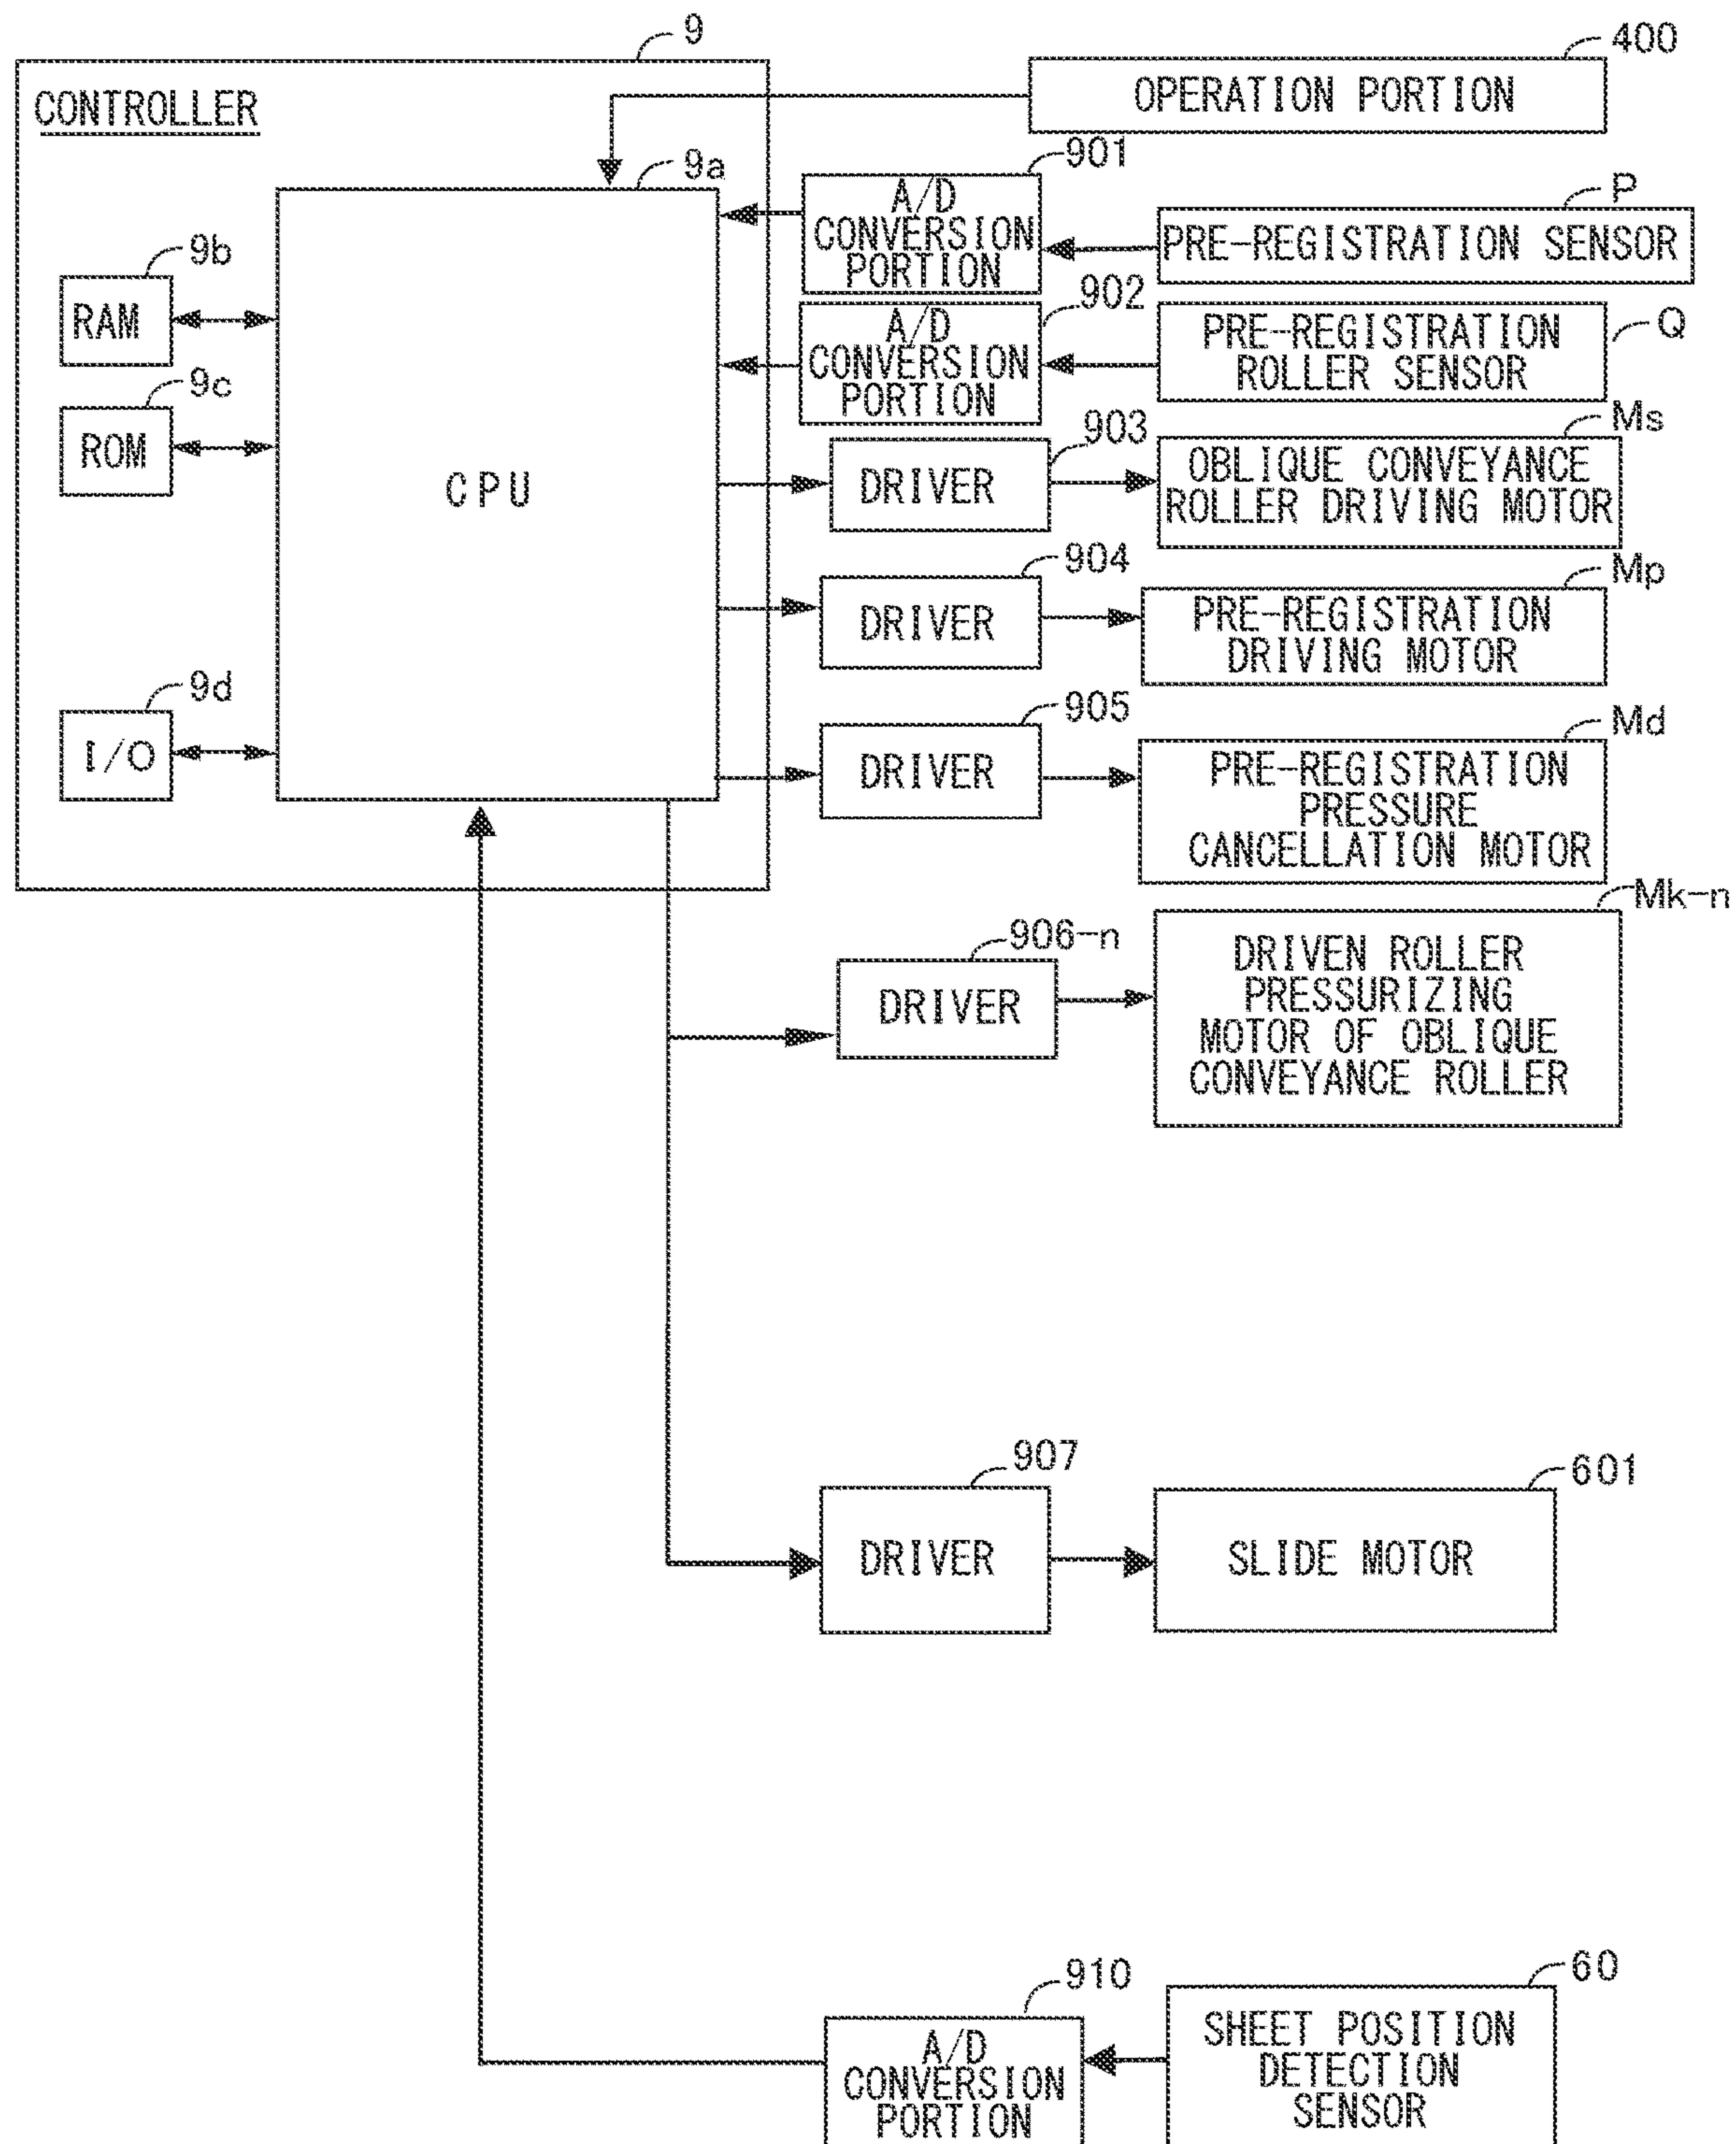 9
CONTROLLER
400
OPERATION PORTION
9a
CPU
9b
RAM
9c
ROM
9d
I/O
901
A/D
CONVERSION
PORTION
P
PRE-REGISTRATION SENSOR
902
A/D
CONVERSION
PORTION
Q
PRE-REGISTRATION
ROLLER SENSOR
903
DRIVER
Ms
OBLIQUE CONVEYANCE
ROLLER DRIVING MOTOR
904
DRIVER
Mp
PRE-REGISTRATION
DRIVING MOTOR
905
DRIVER
Md
PRE-REGISTRATION
PRESSURE
CANCELLATION MOTOR
906-n
DRIVER
Mk-n
DRIVEN ROLLER
PRESSURIZING
MOTOR OF OBLIQUE
CONVEYANCE ROLLER
907
DRIVER
601
SLIDE MOTOR
910
A/D
CONVERSION
PORTION
60
SHEET POSITION
DETECTION
SENSOR